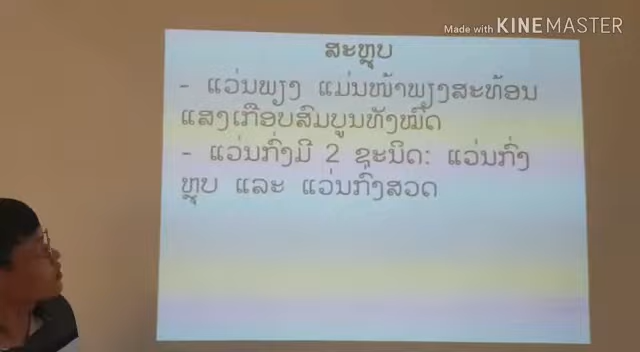 Made with KINEMASTER
ສະຫຼຸບ
- ແວ່ນພຽງ ແມ່ນໜ້າພຽງສະທ້ອນ
ແສງເກືອບສົມບູນທັງໝົດ
- ແວ່ນກົ່ງມີ 2 ຊະນິດ: ແວ່ນກົ່ງ
ຫຼຸບ ແລະ ແວ່ນກົ່ງສວດ